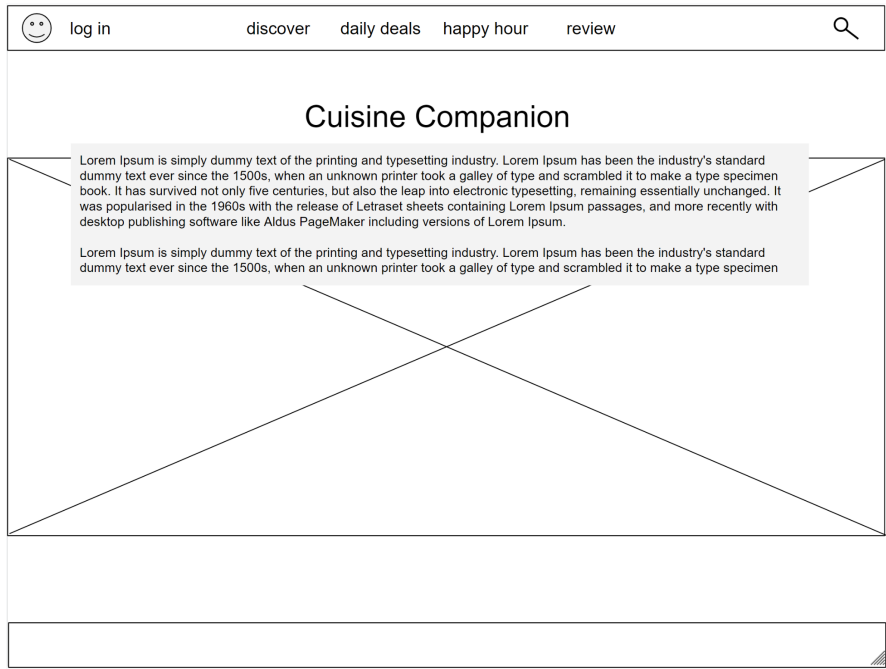 log in discover daily deals happy hour review
Cuisine Companion
Lorem Ipsum is simply dummy text of the printing and typesetting industry. Lorem Ipsum has been the industry's standard
dummy text ever since the 1500s, when an unknown printer took a galley of type and scrambled it to make a type specimen
book. It has survived not only five centuries, but also the leap into electronic typesetting, remaining essentially unchanged. It
was popularised in the 1960s with the release of Letraset sheets containing Lorem Ipsum passages, and more recently with
desktop publishing software like Aldus PageMaker including versions of Lorem Ipsum.
Lorem Ipsum is simply dummy text of the printing and typesetting industry. Lorem Ipsum has been the industry's standard
dummy text ever since the 1500s, when an unknown printer took a galley of type and scrambled it to make a type specimen